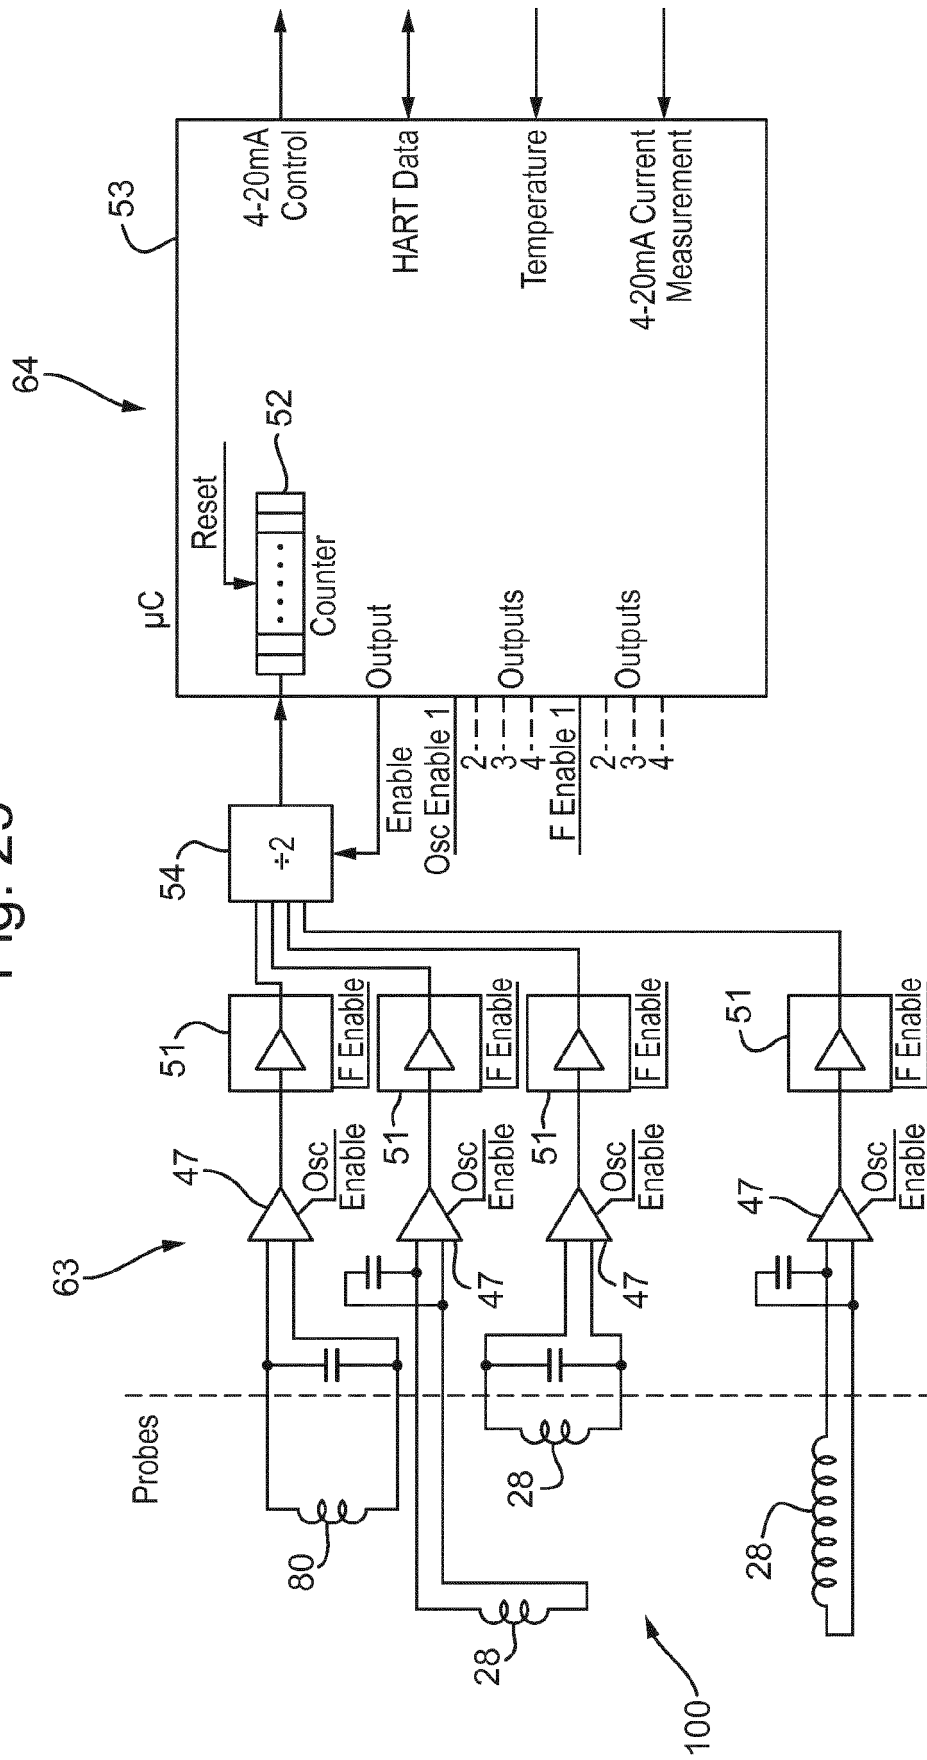 Fig.
63
64
53
Probes
80
47
Osc
Enable
51
F Enable
54
÷2
µC
Reset
52
Counter
4-20mA
Control
28
47
Osc
Enable
51
F Enable
Enable
Output
HART Data
28
47
Osc
Enable
51
F Enable
Osc Enable 1
2
3
4
Outputs
Temperature
F Enable 1
2
3
4
Outputs
4-20mA Current
Measurement
100
28
47
Osc
Enable
51
F Enable